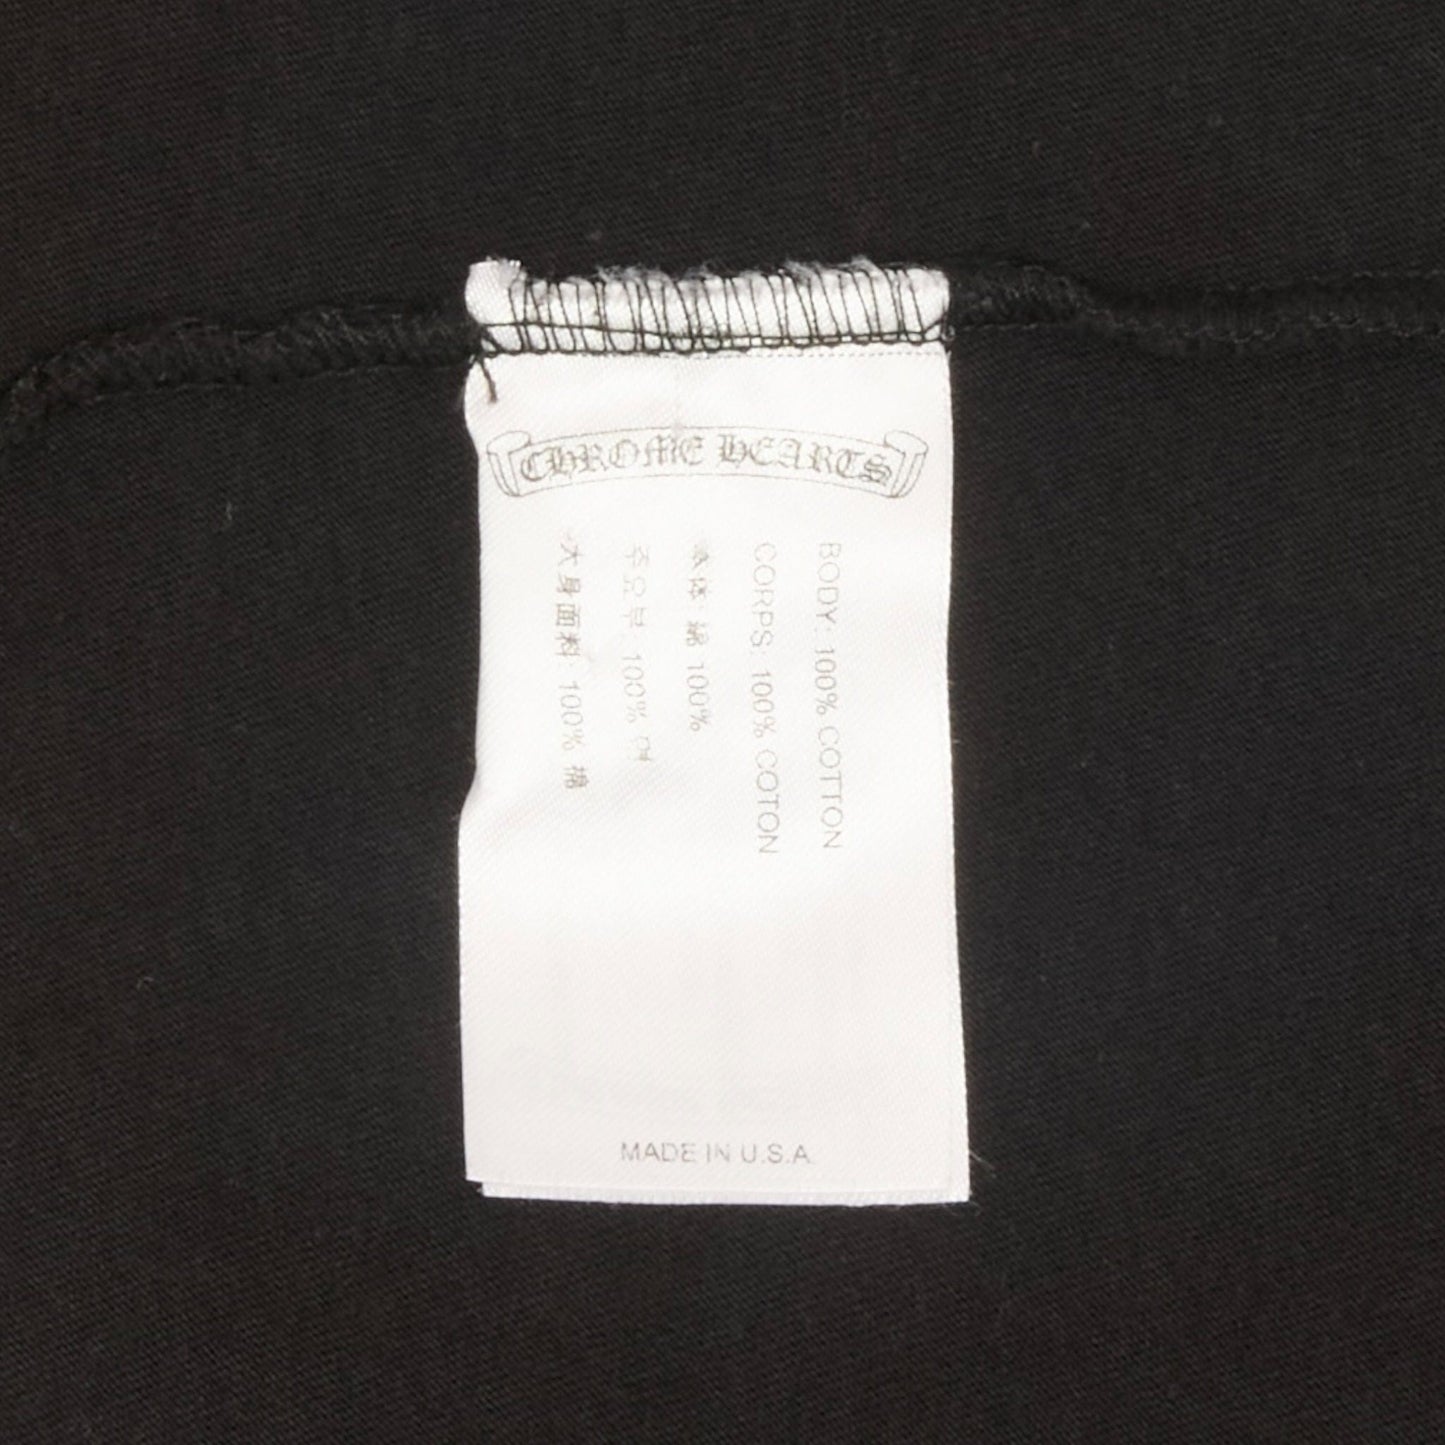 CHROME HEARTS
BODY: 100% COTTON
CORPS: 100% COTON
本体: 綿 100%
주요부: 100% 면
大身面料 100% 棉
MADE IN U.S.A.